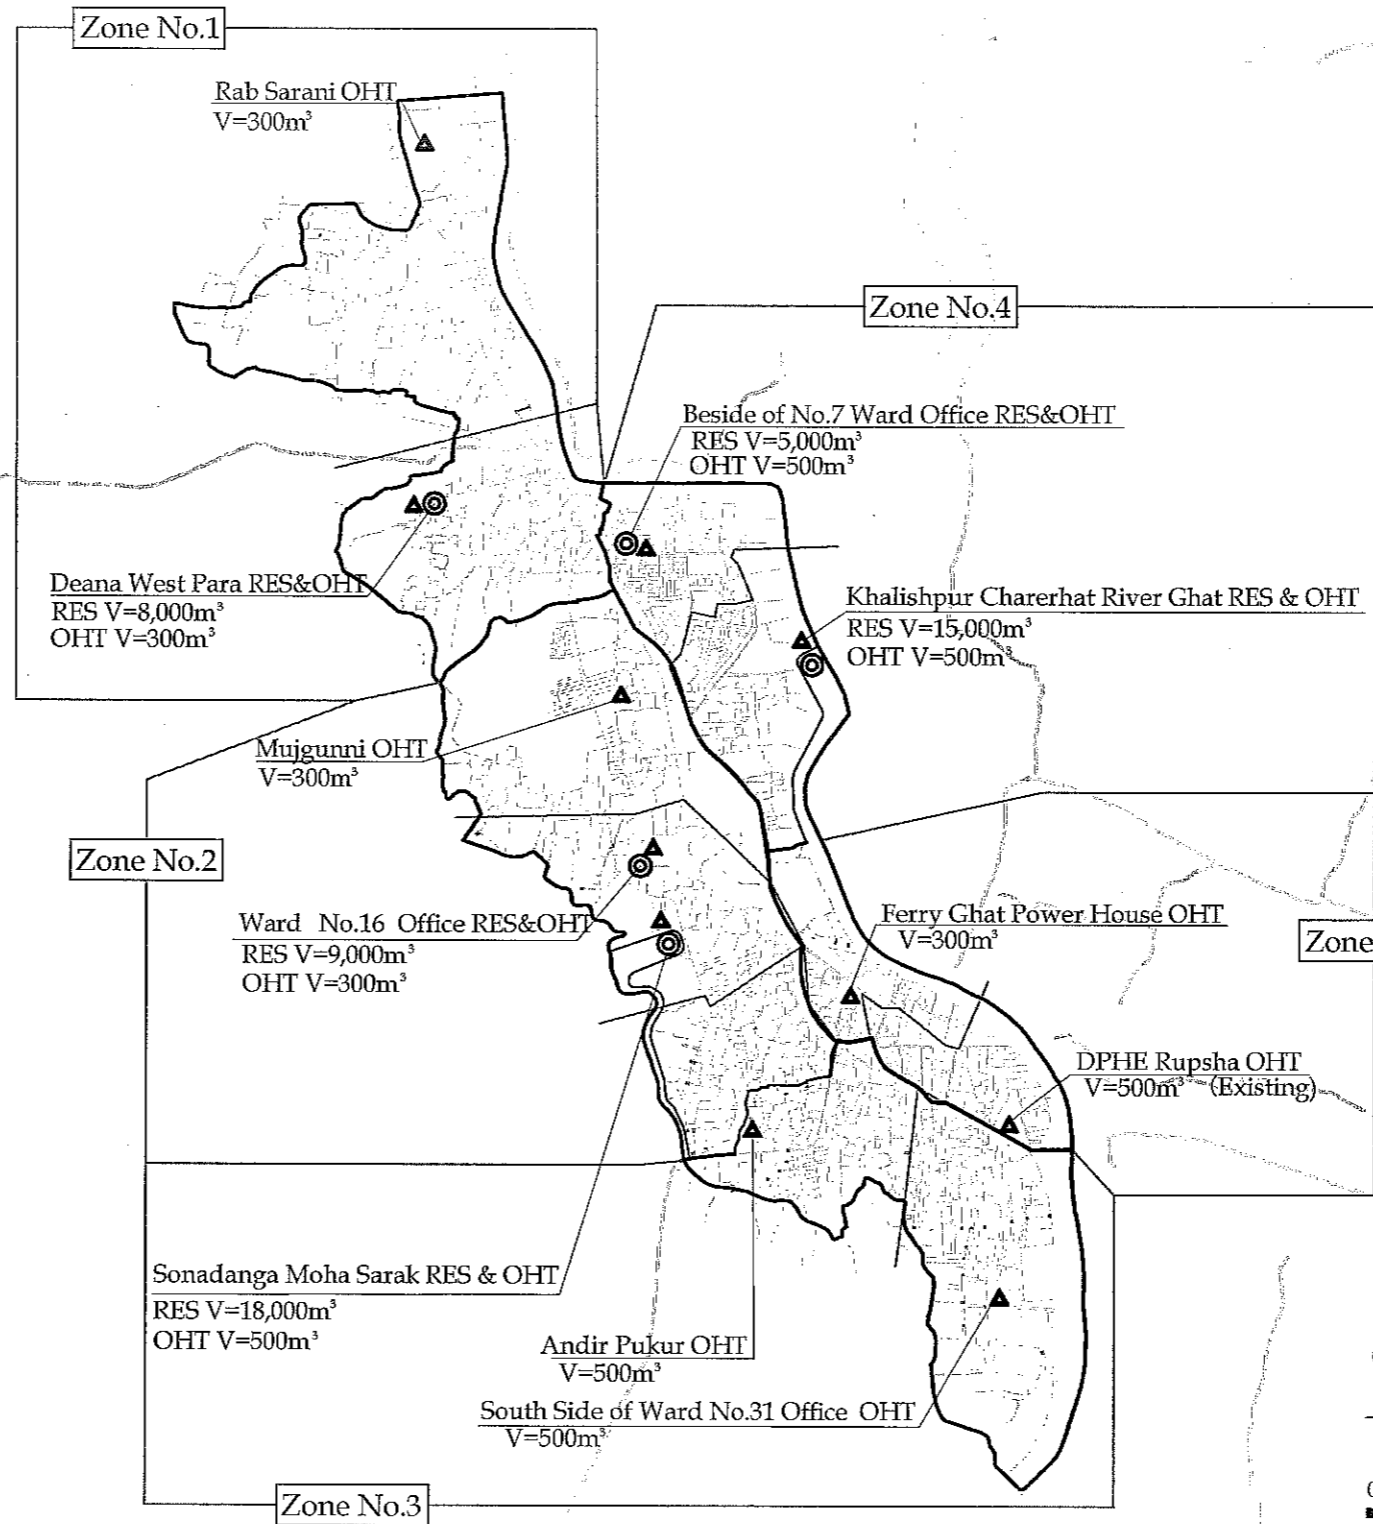 Zone No.1
Rab Sarani OHT
V=300m³
Zone No.4
Beside of No.7 Ward Office RES&OHT
RES V=5,000m³
OHT V=500m³
Deana West Para RES&OHT
RES V=8,000m³
OHT V=300m³
Khalishpur Charerhat River Ghat RES & OHT
RES V=15,000m³
OHT V=500m³
Mujgunni OHT
V=300m³
Zone No.2
Ward No.16 Office RES&OHT
RES V=9,000m³
OHT V=300m³
Ferry Ghat Power House OHT
V=300m³
Zone
DPHE Rupsha OHT
V=500m³ (Existing)
Sonadanga Moha Sarak RES & OHT
RES V=18,000m³
OHT V=500m³
Andir Pukur OHT
V=500m³
South Side of Ward No.31 Office OHT
V=500m³
Zone No.3